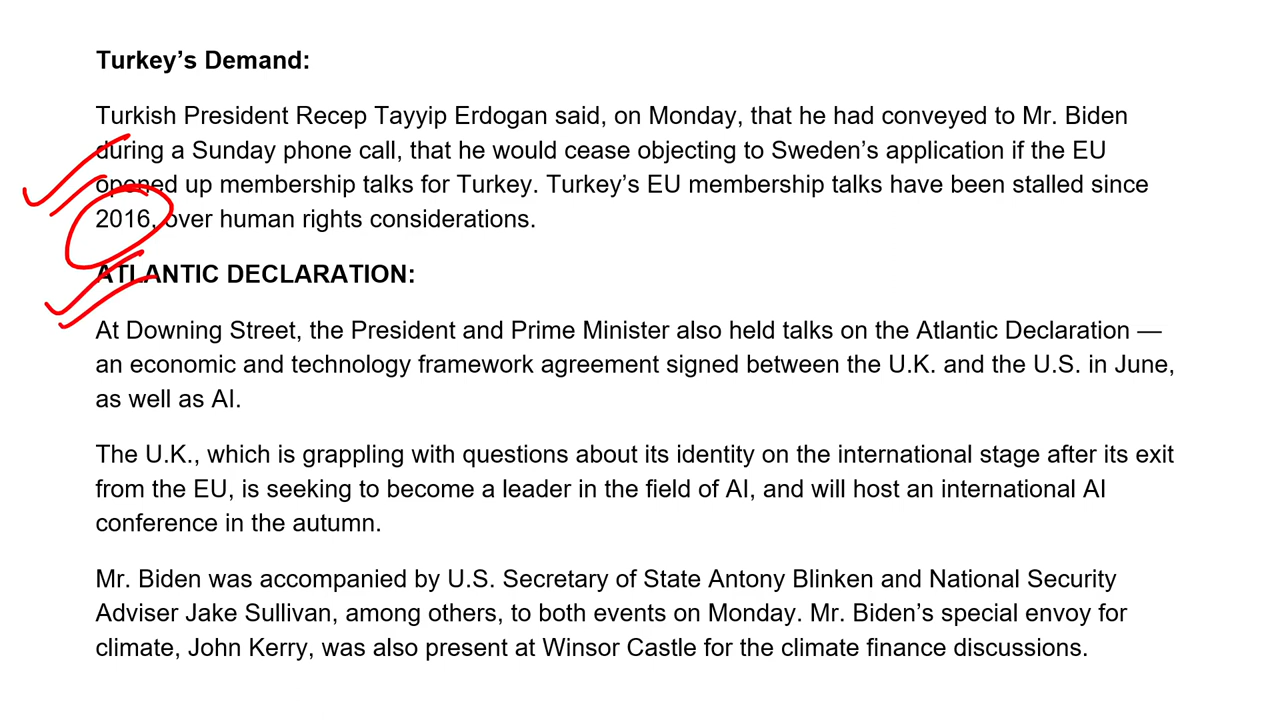 Turkey’s Demand:
Turkish President Recep Tayyip Erdogan said, on Monday, that he had conveyed to Mr. Biden
during a Sunday phone call, that he would cease objecting to Sweden’s application if the EU
opened up membership talks for Turkey. Turkey’s EU membership talks have been stalled since
2016, over human rights considerations.
ATLANTIC DECLARATION:
At Downing Street, the President and Prime Minister also held talks on the Atlantic Declaration —
an economic and technology framework agreement signed between the U.K. and the U.S. in June,
as well as AI.
The U.K., which is grappling with questions about its identity on the international stage after its exit
from the EU, is seeking to become a leader in the field of AI, and will host an international AI
conference in the autumn.
Mr. Biden was accompanied by U.S. Secretary of State Antony Blinken and National Security
Adviser Jake Sullivan, among others, to both events on Monday. Mr. Biden’s special envoy for
climate, John Kerry, was also present at Winsor Castle for the climate finance discussions.